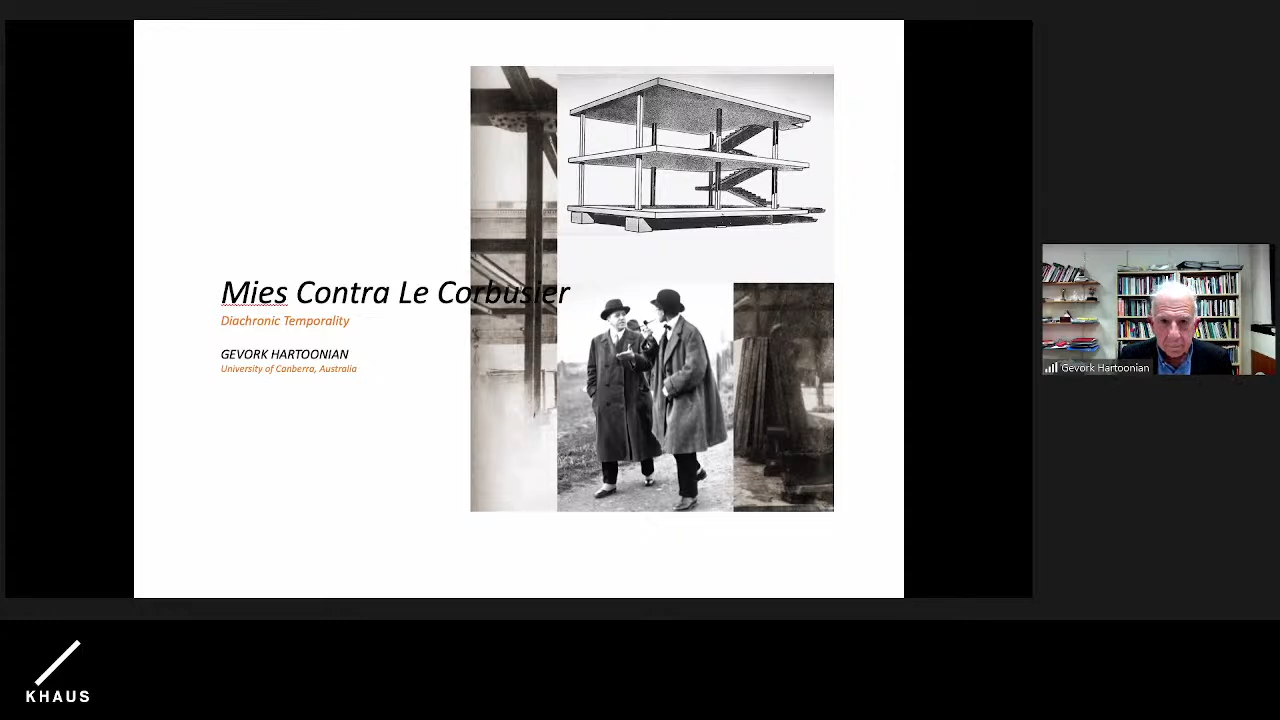 Mies Contra Le Corbusier
Diachronic Temporality
GEVORK HARTOONIAN
University of Canberra, Australia
Gevork Hartoonian
KHAUS